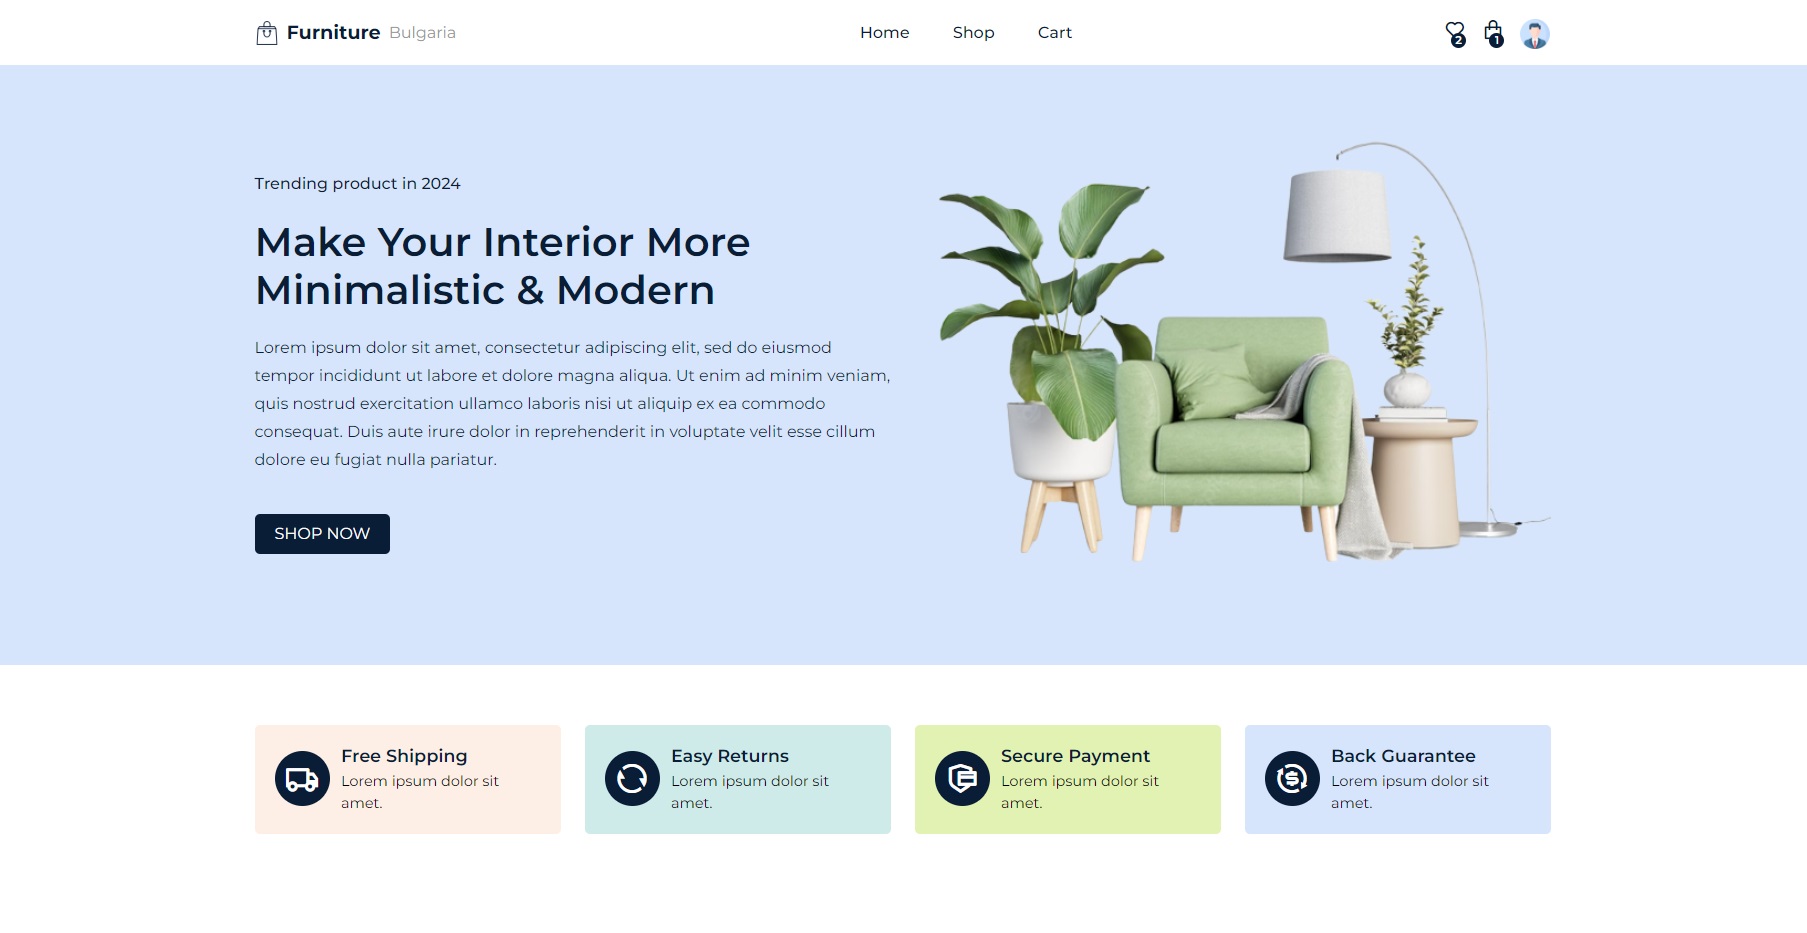 Furniture Bulgaria
Home Shop Cart
2 1
Trending product in 2024
Make Your Interior More
Minimalistic & Modern
Lorem ipsum dolor sit amet, consectetur adipiscing elit, sed do eiusmod
tempor incididunt ut labore et dolore magna aliqua. Ut enim ad minim veniam,
quis nostrud exercitation ullamco laboris nisi ut aliquip ex ea commodo
consequat. Duis aute irure dolor in reprehenderit in voluptate velit esse cillum
dolore eu fugiat nulla pariatur.
SHOP NOW
Free Shipping
Lorem ipsum dolor sit
amet.
Easy Returns
Lorem ipsum dolor sit
amet.
Secure Payment
Lorem ipsum dolor sit
amet.
Back Guarantee
Lorem ipsum dolor sit
amet.